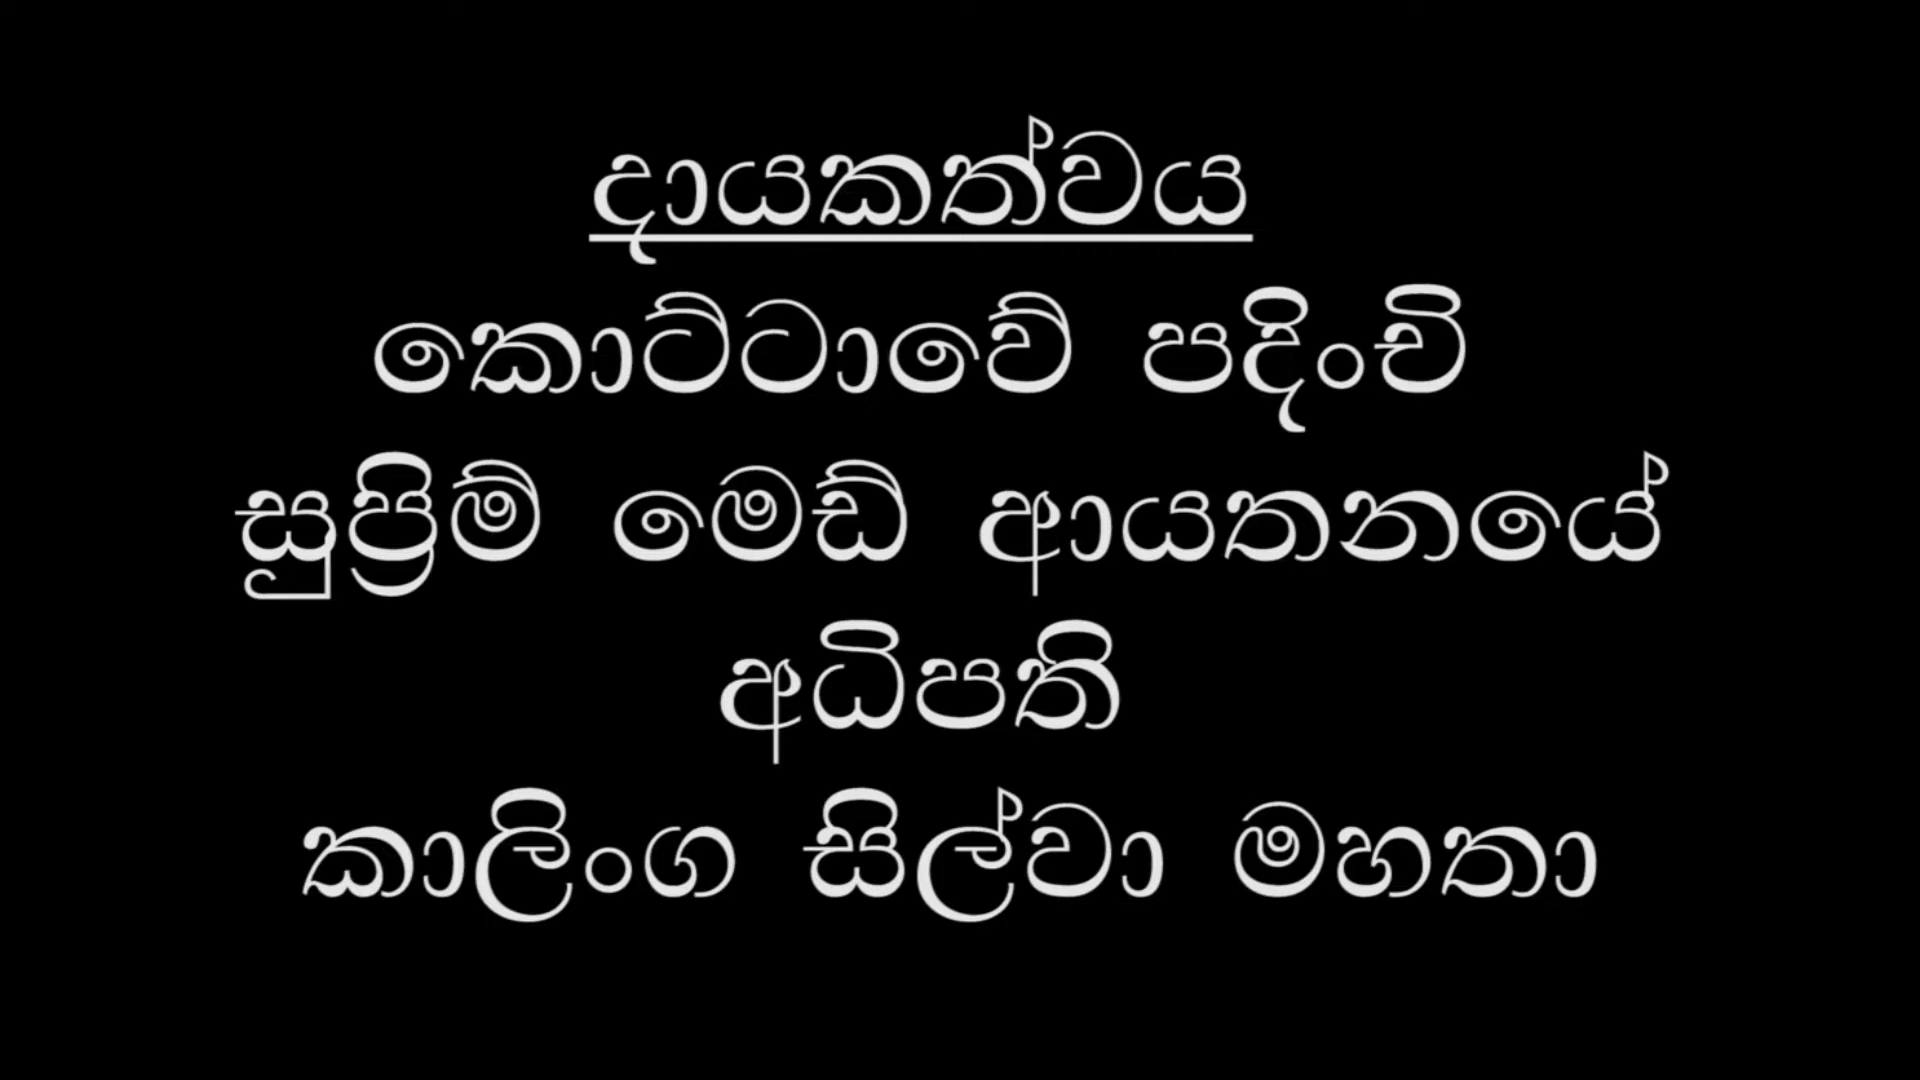 දායකත්වය
කොට්ටාවේ පදිංචි
සුප්‍රිම් මෙඩ් ආයතනයේ
අධිපති
කාලිංග සිල්වා මහතා